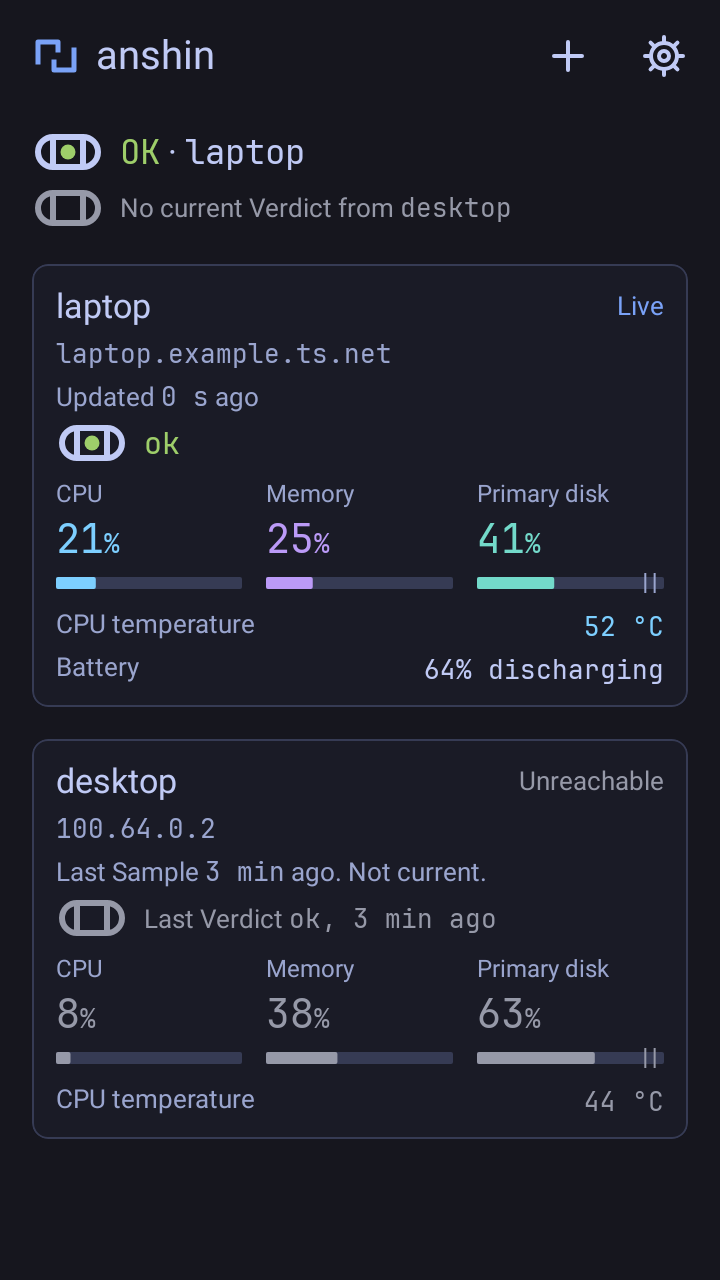 anshin
OK · laptop
No current Verdict from desktop
laptop Live
laptop.example.ts.net
Updated 0 s ago
ok
CPU Memory Primary disk
21% 25% 41%
CPU temperature 52 °C
Battery 64% discharging
desktop Unreachable
100.64.0.2
Last Sample 3 min ago. Not current.
Last Verdict ok, 3 min ago
CPU Memory Primary disk
8% 38% 63%
CPU temperature 44 °C